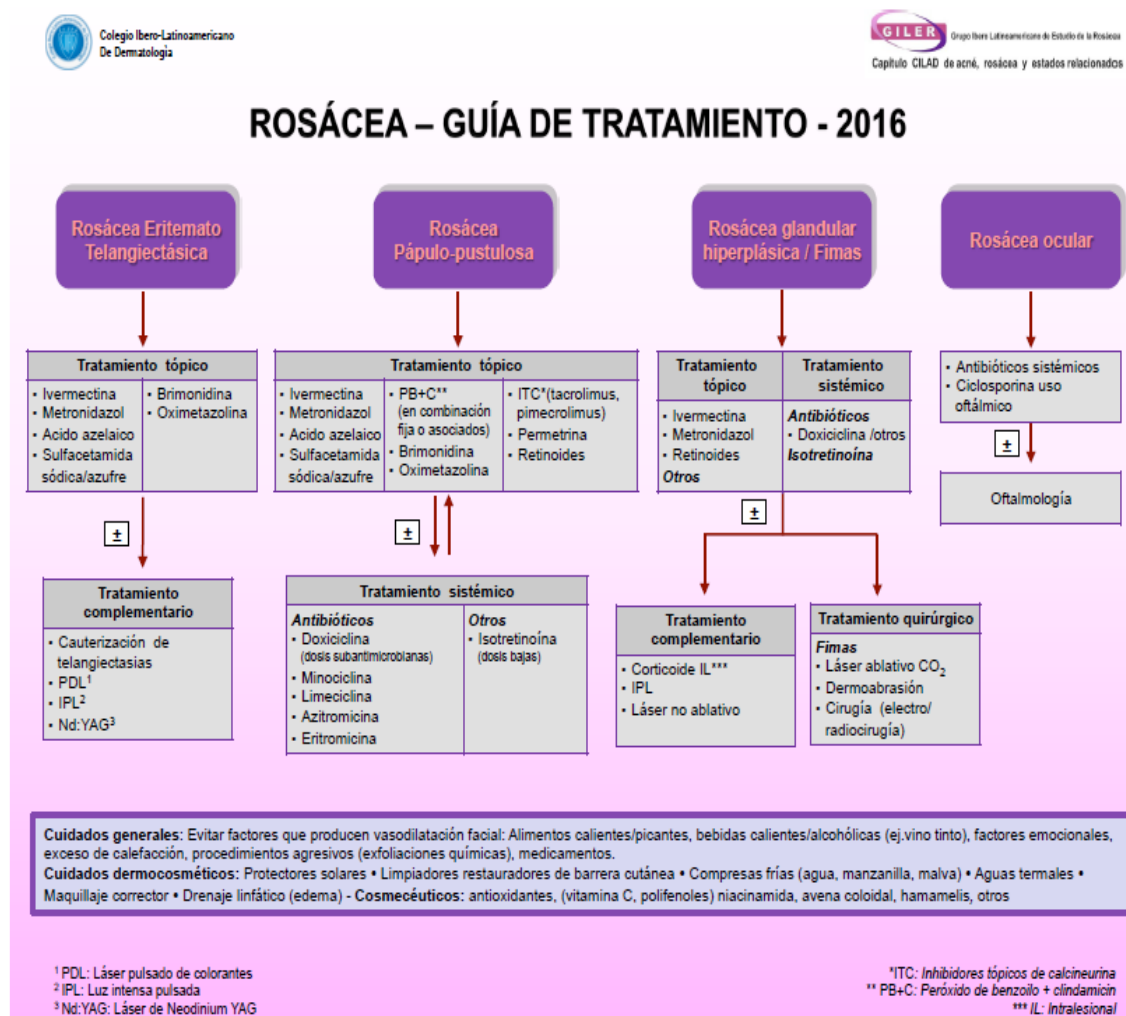 Colegio Ibero-Latinoamericano
De Dermatología
GILER Grupo Ibero Latinoamericano de Estudio de la Rosácea
Capítulo CILAD de acné, rosácea y estados relacionados
ROSÁCEA – GUÍA DE TRATAMIENTO - 2016
Rosácea Eritemato
Telangiectásica
Tratamiento tópico
▪ Ivermectina
▪ Metronidazol
▪ Acido azelaico
▪ Sulfacetamida
sódica/azufre
▪ Brimonidina
▪ Oximetazolina
±
Tratamiento
complementario
▪ Cauterización de
telangiectasias
▪ PDL¹
▪ IPL²
▪ Nd:YAG³
Rosácea
Pápulo-pustulosa
Tratamiento tópico
▪ Ivermectina
▪ Metronidazol
▪ Acido azelaico
▪ Sulfacetamida
sódica/azufre
▪ PB+C**
(en combinación
fija o asociados)
▪ Brimonidina
▪ Oximetazolina
▪ ITC*(tacrolimus,
pimecrolimus)
▪ Permetrina
▪ Retinoides
±
Tratamiento sistémico
Antibióticos
▪ Doxiciclina
(dosis subantimicrobianas)
▪ Minociclina
▪ Limeciclina
▪ Azitromicina
▪ Eritromicina
Otros
▪ Isotretinoína
(dosis bajas)
Rosácea glandular
hiperplásica / Fimas
Tratamiento
tópico
▪ Ivermectina
▪ Metronidazol
▪ Retinoides
Otros
Tratamiento
sistémico
Antibióticos
▪ Doxiciclina /otros
Isotretinoína
±
Tratamiento
complementario
▪ Corticoide IL***
▪ IPL
▪ Láser no ablativo
Tratamiento quirúrgico
Fimas
▪ Láser ablativo CO₂
▪ Dermoabrasión
▪ Cirugía (electro/
radiocirugía)
Rosácea ocular
▪ Antibióticos sistémicos
▪ Ciclosporina uso
oftálmico
±
Oftalmología
Cuidados generales: Evitar factores que producen vasodilatación facial: Alimentos calientes/picantes, bebidas calientes/alcohólicas (ej.vino tinto), factores emocionales,
exceso de calefacción, procedimientos agresivos (exfoliaciones químicas), medicamentos.
Cuidados dermocosméticos: Protectores solares • Limpiadores restauradores de barrera cutánea • Compresas frías (agua, manzanilla, malva) • Aguas termales •
Maquillaje corrector • Drenaje linfático (edema) - Cosmecéuticos: antioxidantes, (vitamina C, polifenoles) niacinamida, avena coloidal, hamamelis, otros
¹ PDL: Láser pulsado de colorantes
² IPL: Luz intensa pulsada
³ Nd:YAG: Láser de Neodinium YAG
*ITC: Inhibidores tópicos de calcineurina
** PB+C: Peróxido de benzoilo + clindamicin
*** IL: Intralesional